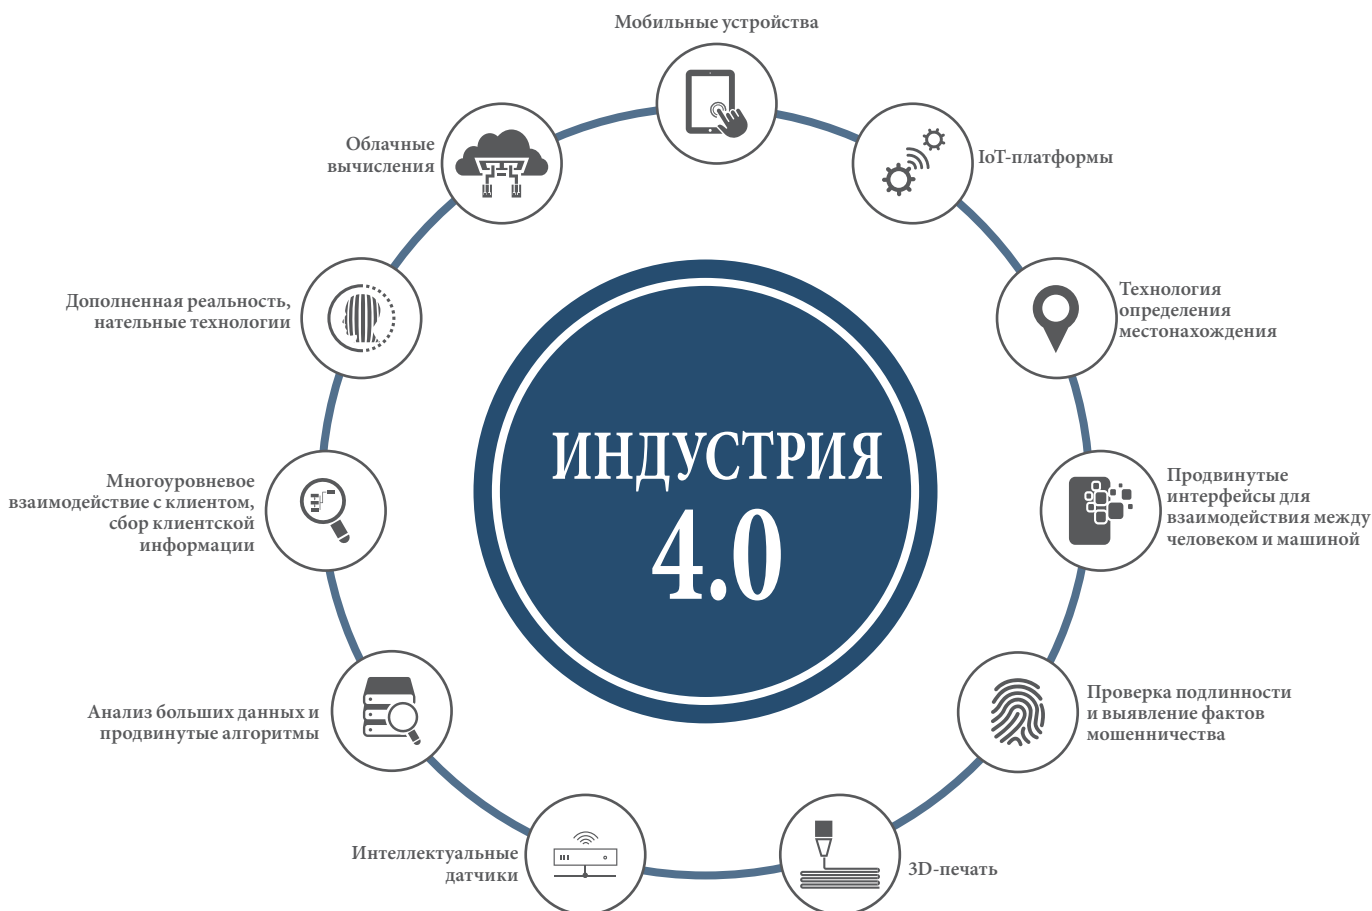 Мобильные устройства
IoT-платформы
Технология
определения
местонахождения
Продвинутые
интерфейсы для
взаимодействия между
человеком и машиной
Проверка подлинности
и выявление фактов
мошенничества
3D-печать
Интеллектуальные
датчики
Анализ больших данных и
продвинутые алгоритмы
Многоуровневое
взаимодействие с клиентом,
сбор клиентской
информации
Дополненная реальность,
нательные технологии
Облачные
вычисления
ИНДУСТРИЯ
4.0